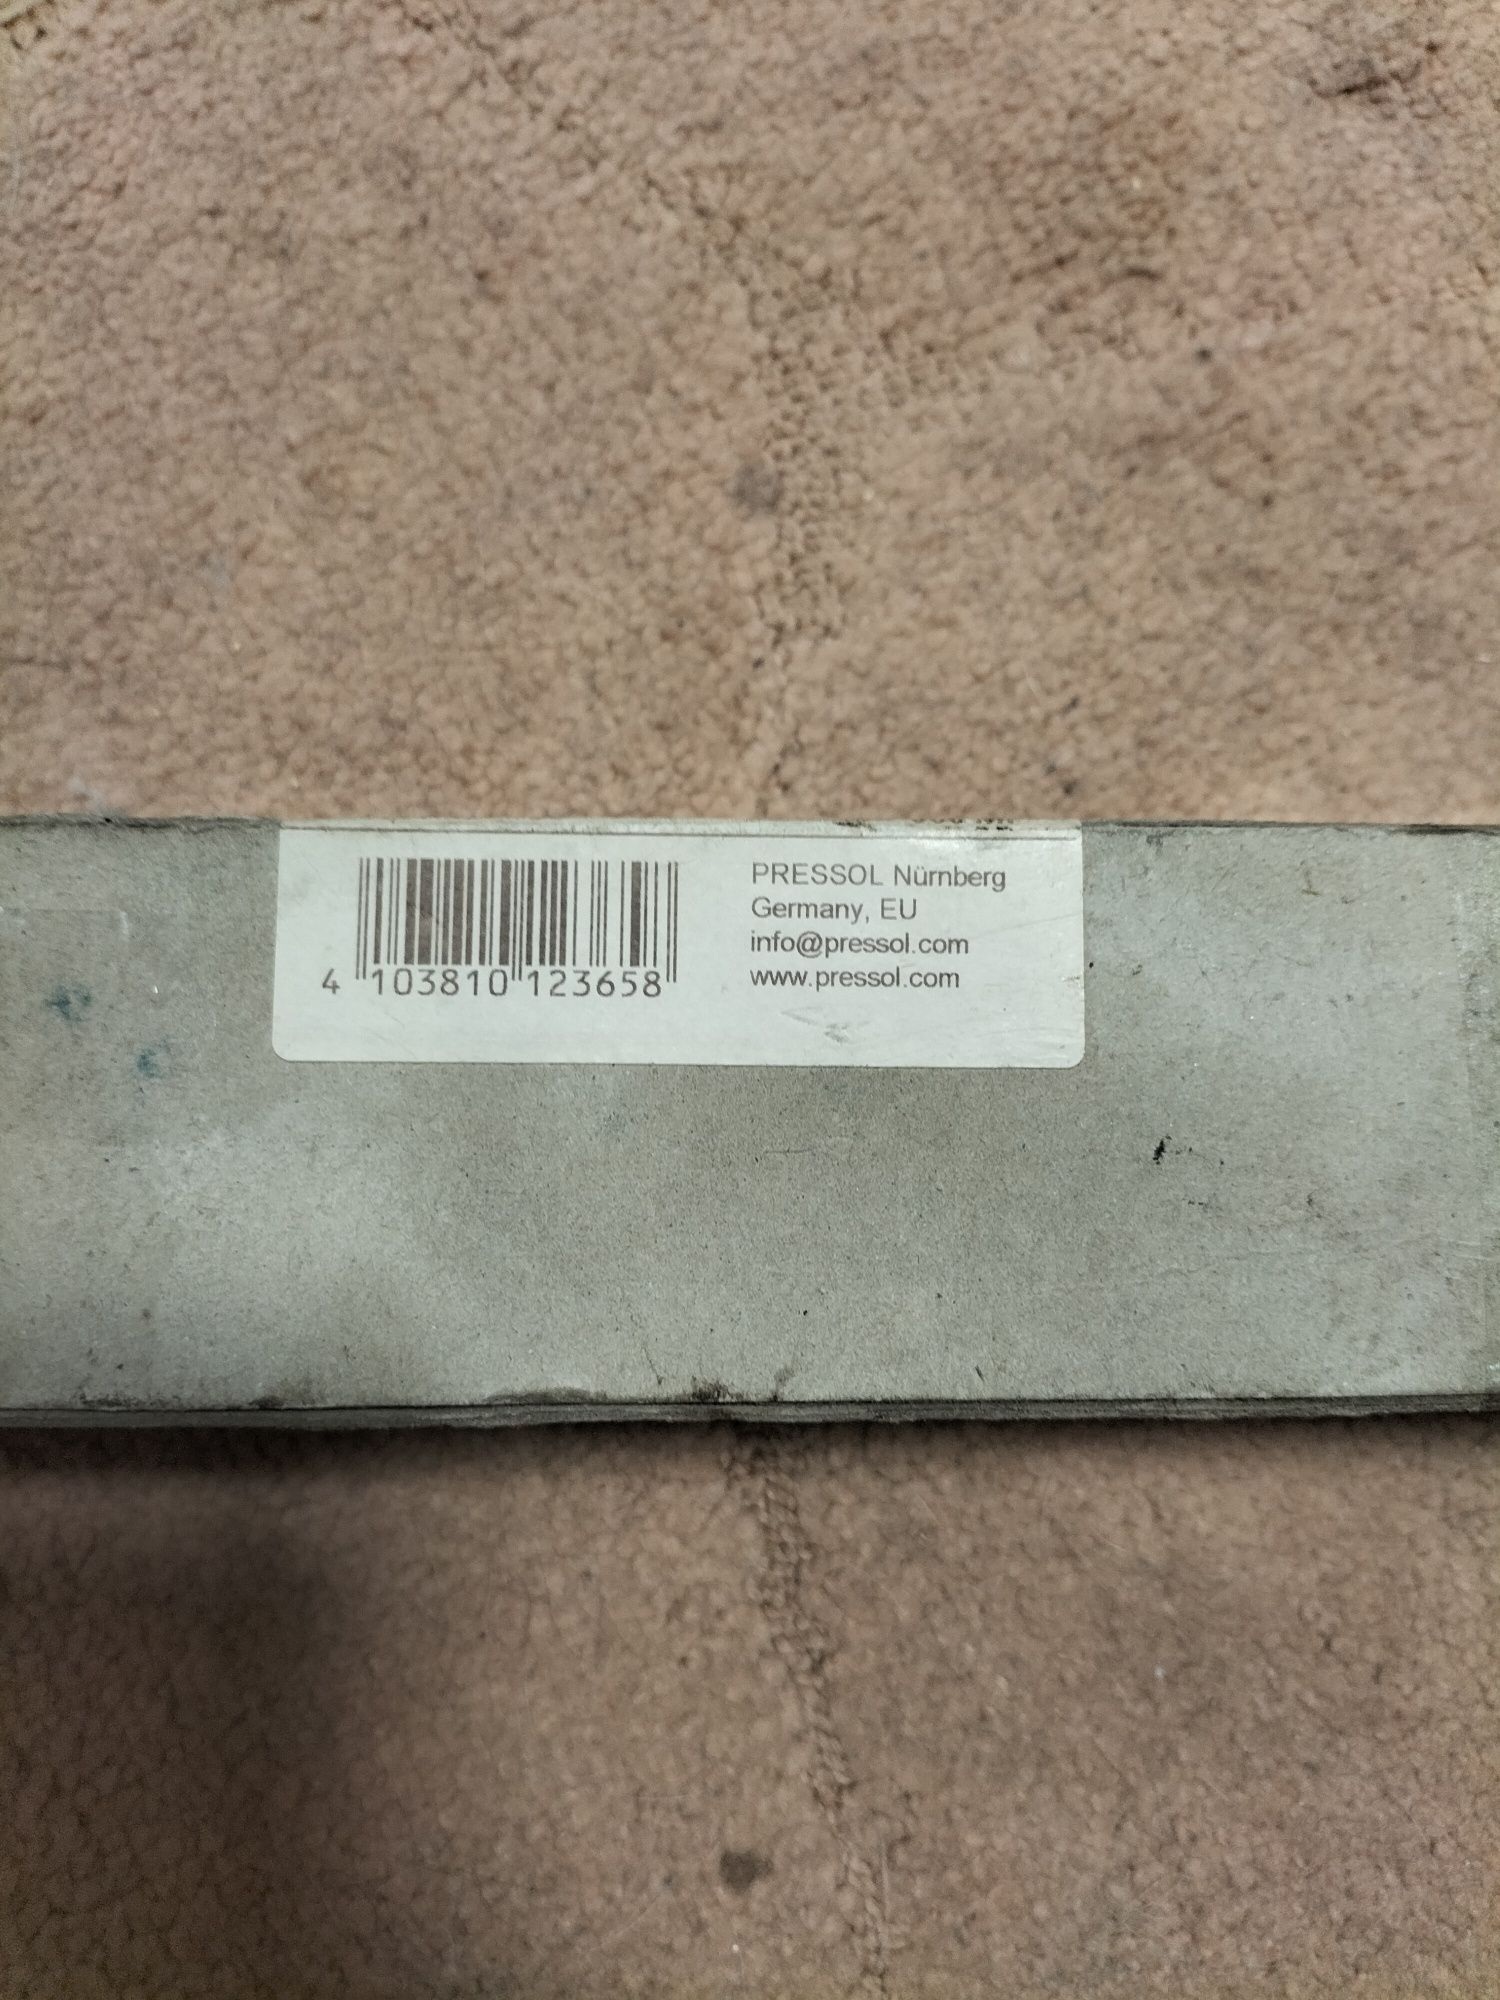 PRESSOL Nürnberg
Germany, EU
info@pressol.com
www.pressol.com
4 103810 123658